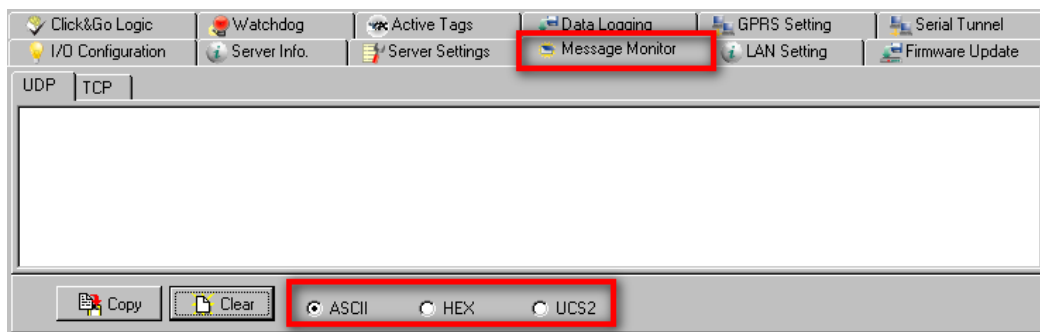 Click&Go Logic Watchdog Active Tags Data Logging GPRS Setting Serial Tunnel
I/O Configuration Server Info. Server Settings Message Monitor LAN Setting Firmware Update
UDP TCP
Copy Clear ASCII HEX UCS2